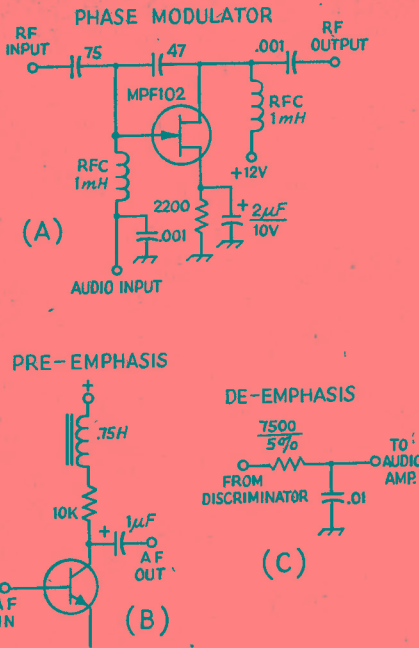 PHASE MODULATOR
RF
INPUT
75
47
.001
RF
OUTPUT
MPF102
RFC
1mH
+12V
RFC
1mH
2200
+
2µF
10V
.001
(A)
AUDIO INPUT
PRE-EMPHASIS
+
.75H
10K
+
1µF
AF
OUT
AF
IN
(B)
DE-EMPHASIS
7500
5%
FROM
DISCRIMINATOR
TO
AUDIO
AMP.
.01
(C)